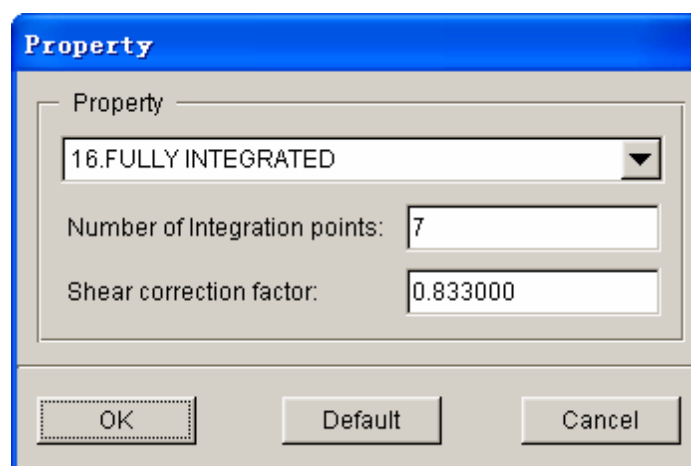 Property
Property
16.FULLY INTEGRATED
Number of Integration points: 7
Shear correction factor: 0.833000
OK Default Cancel